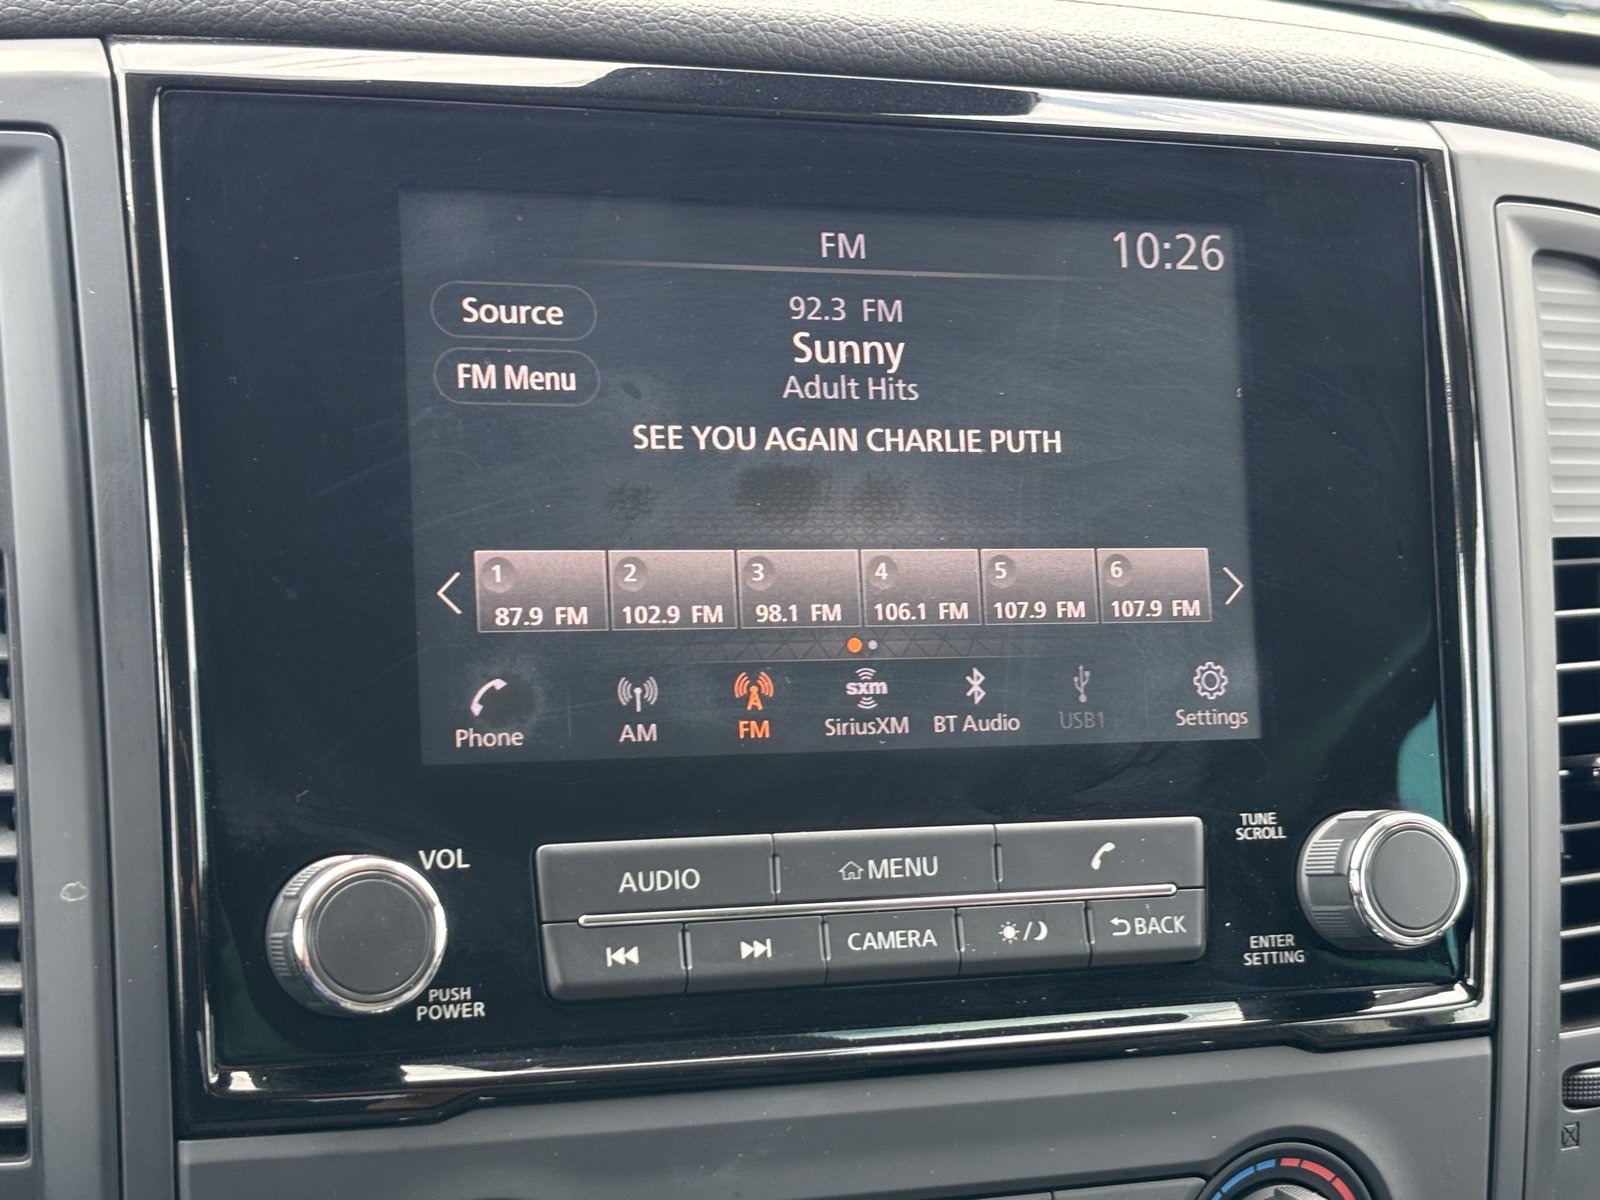 FM
10:26
Source
92.3 FM
Sunny
FM Menu
Adult Hits
SEE YOU AGAIN CHARLIE PUTH
1 2 3 4 5 6
87.9 FM 102.9 FM 98.1 FM 106.1 FM 107.9 FM 107.9 FM
sxm
Phone AM FM SiriusXM BT Audio USB1 Settings
VOL
PUSH
POWER
AUDIO MENU
CAMERA BACK
TUNE
SCROLL
ENTER
SETTING